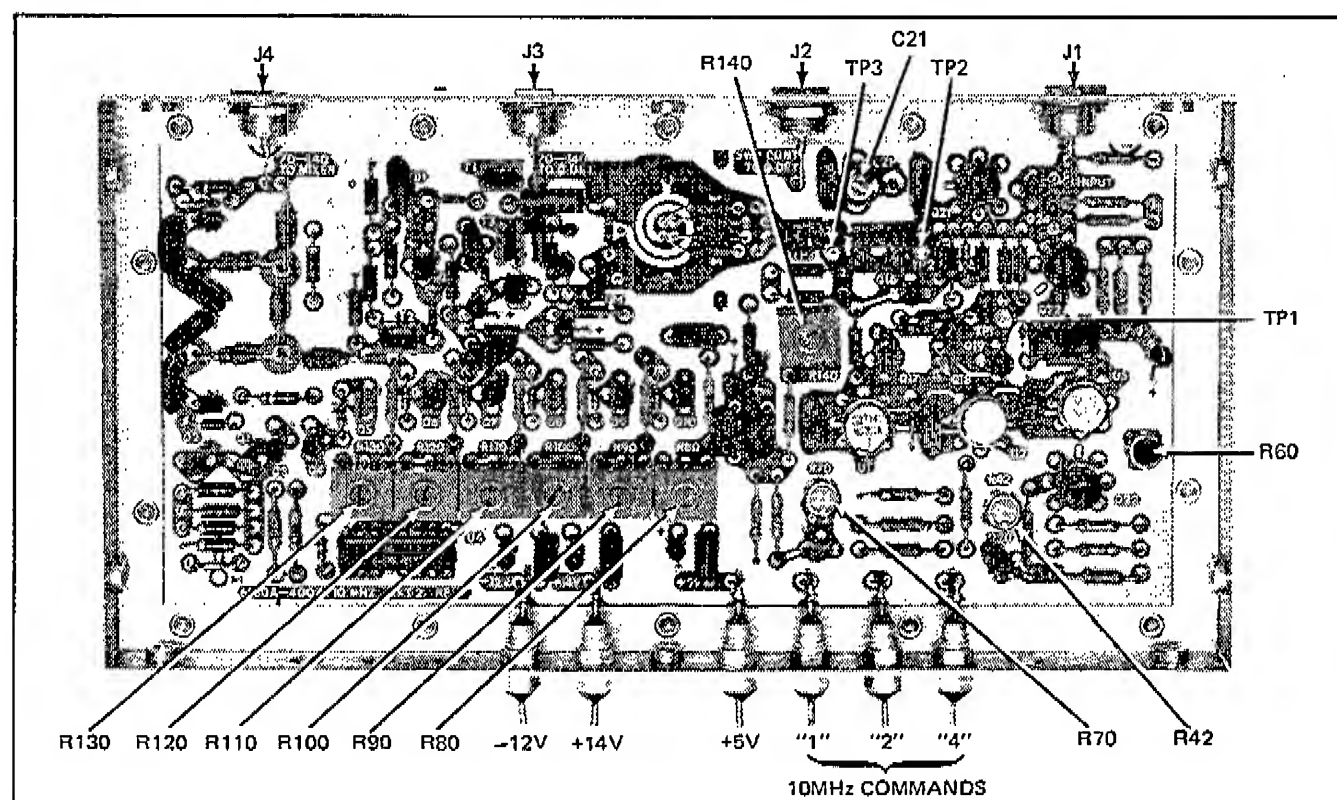 J4
J3
R140
J2
C21
TP3
TP2
J1
INPUT
TP1
R60
R130 R120 R110 R100 R90 R80 -12V +14V +5V "1" "2" "4" R70 R42
10MHz COMMANDS